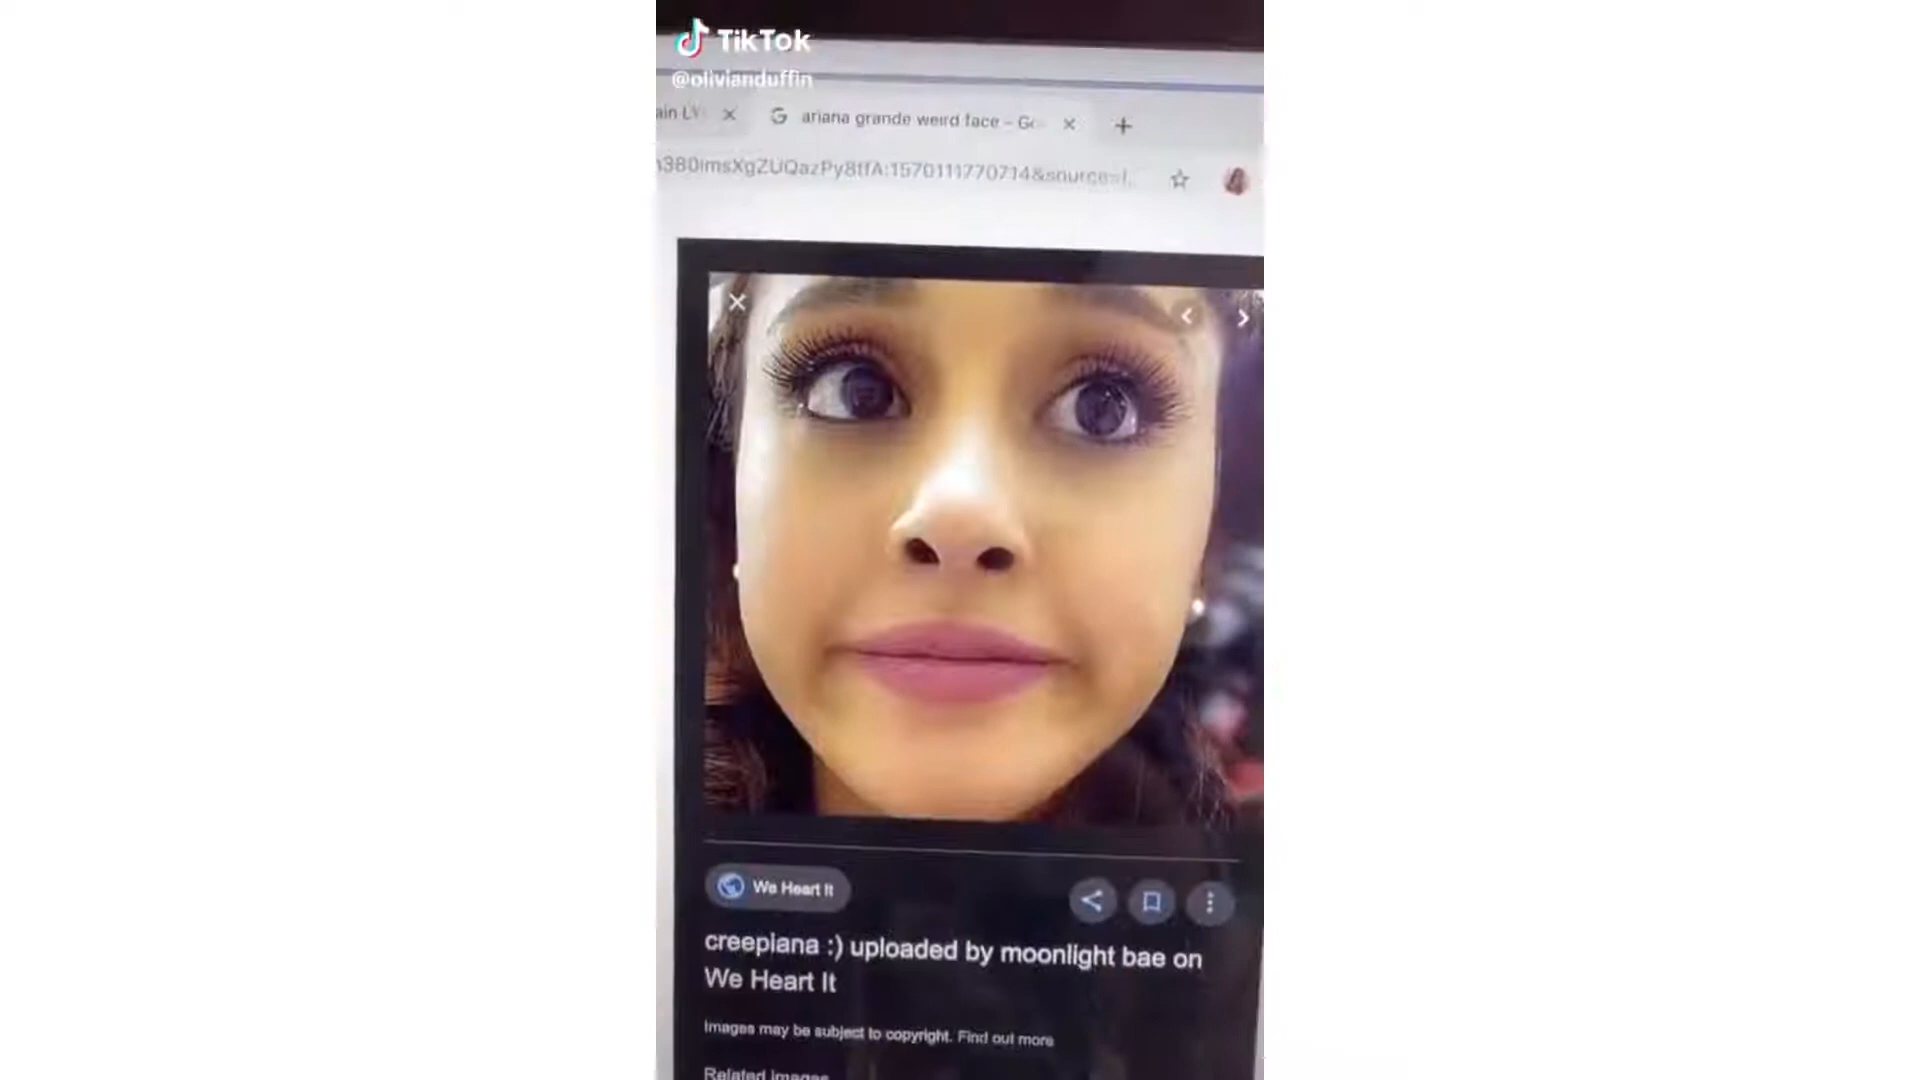 TikTok
@olivianduffin
ariana grande weird face - Go
We Heart It
creepiana :) uploaded by moonlight bae on
We Heart It
Images may be subject to copyright. Find out more
Related images